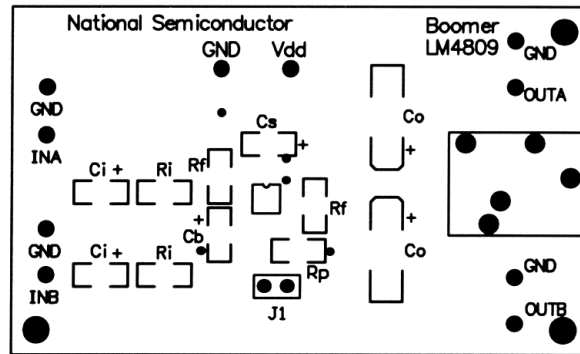 National Semiconductor
Boomer
LM4809
GND
Vdd
GND
OUTA
GND
INA
Cs
+
Co
+
Ci +
Ri
Rf
Rf
+
Cb
+
Co
GND
INB
Ci +
Ri
Rp
J1
GND
OUTB